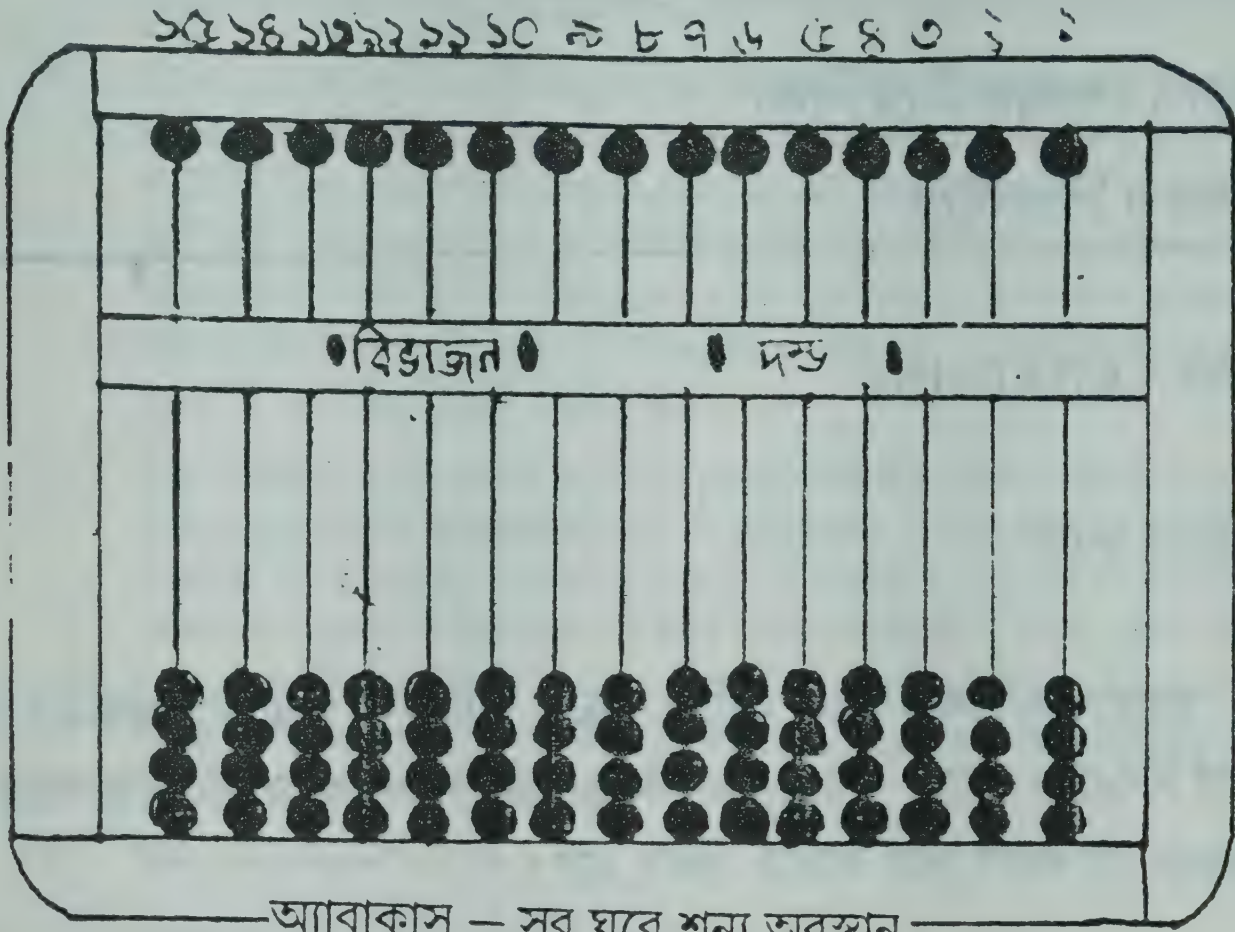 ১৫ ১৪ ১৩ ১২ ১১ ১০ ৯ ৮ ৭ ৬ ৫ ৪ ৩ ২ ১
বিভাজন দন্ড
অ্যাবাকাস – সব ঘরে শূন্য অবস্থান